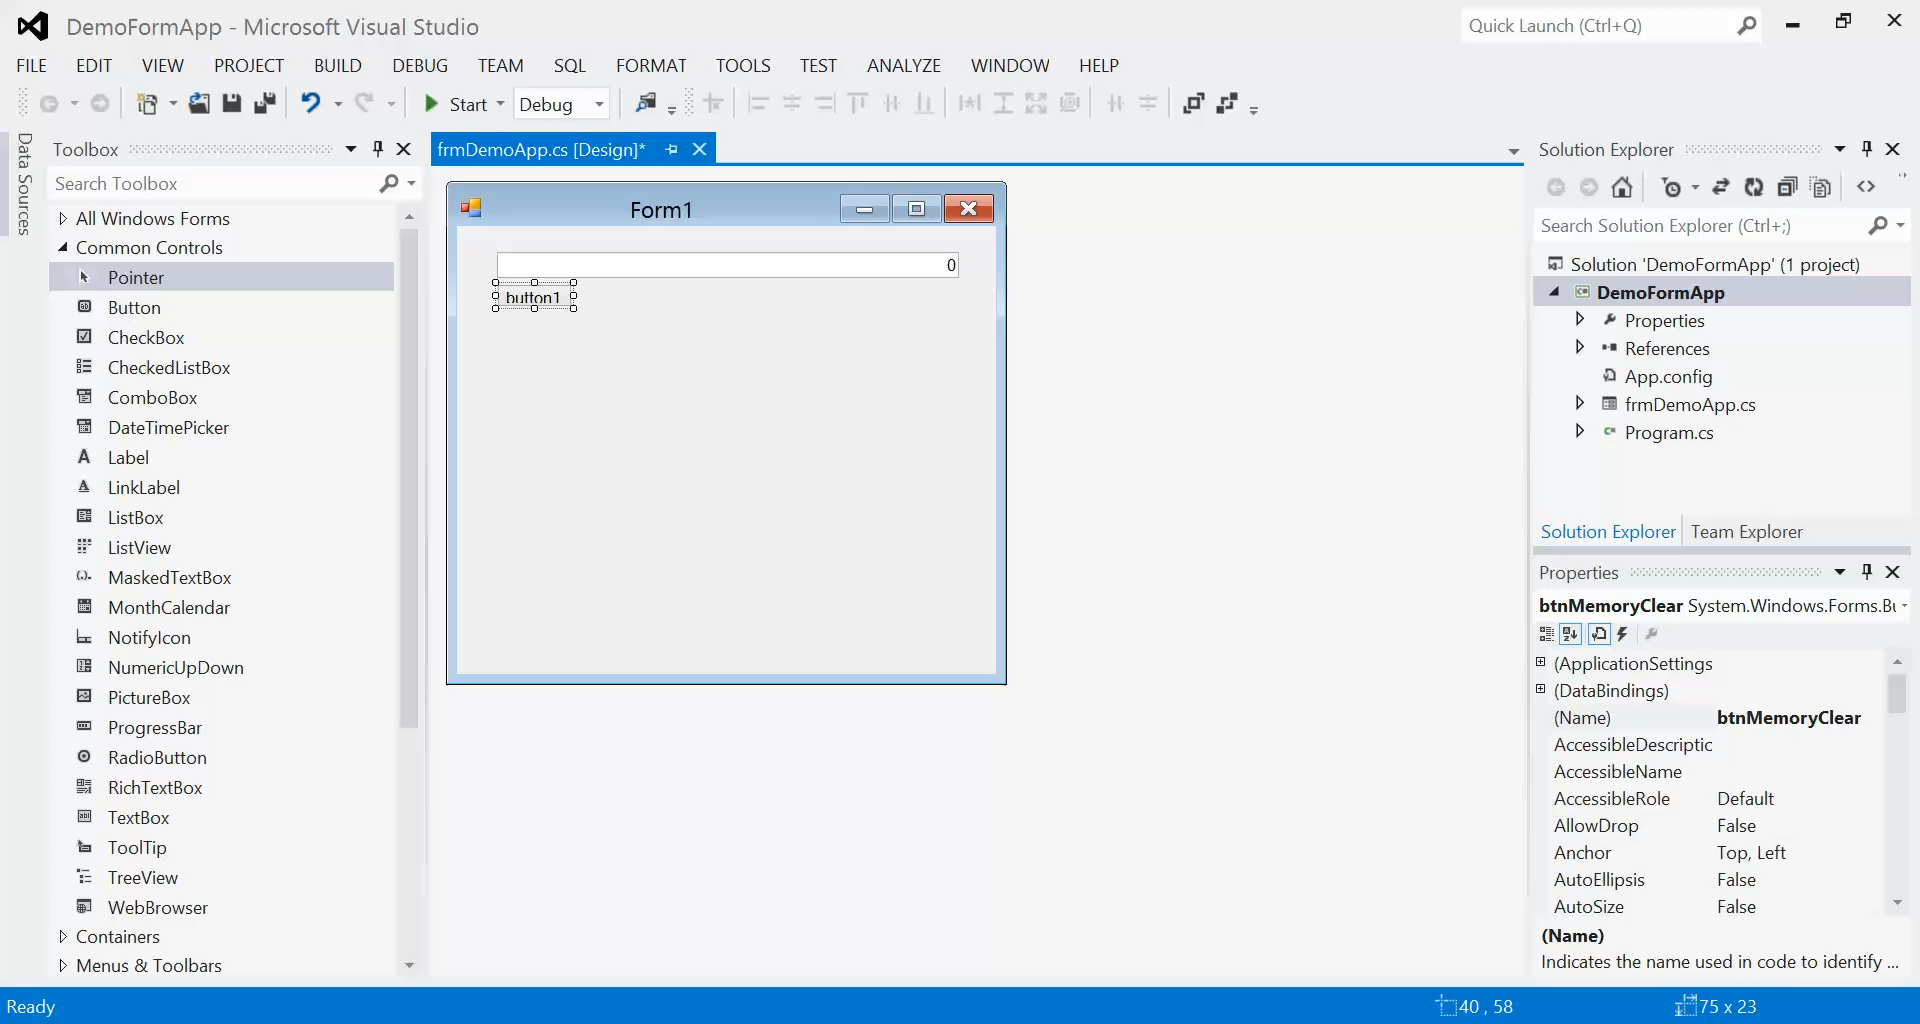 DemoFormApp - Microsoft Visual Studio
Quick Launch (Ctrl+Q)
FILE EDIT VIEW PROJECT BUILD DEBUG TEAM SQL FORMAT TOOLS TEST ANALYZE WINDOW HELP
Start Debug
Data Sources
Toolbox
Search Toolbox
All Windows Forms
Common Controls
Pointer
Button
CheckBox
CheckedListBox
ComboBox
DateTimePicker
Label
LinkLabel
ListBox
ListView
MaskedTextBox
MonthCalendar
NotifyIcon
NumericUpDown
PictureBox
ProgressBar
RadioButton
RichTextBox
TextBox
ToolTip
TreeView
WebBrowser
Containers
Menus & Toolbars
frmDemoApp.cs [Design]*
Form1
0
button1
Solution Explorer
Search Solution Explorer (Ctrl+;)
Solution 'DemoFormApp' (1 project)
DemoFormApp
Properties
References
App.config
frmDemoApp.cs
Program.cs
Solution Explorer Team Explorer
Properties
btnMemoryClear System.Windows.Forms.Bu
(ApplicationSettings
(DataBindings)
(Name) btnMemoryClear
AccessibleDescriptic
AccessibleName
AccessibleRole Default
AllowDrop False
Anchor Top, Left
AutoEllipsis False
AutoSize False
(Name)
Indicates the name used in code to identify ...
Ready
40 , 58
75 x 23